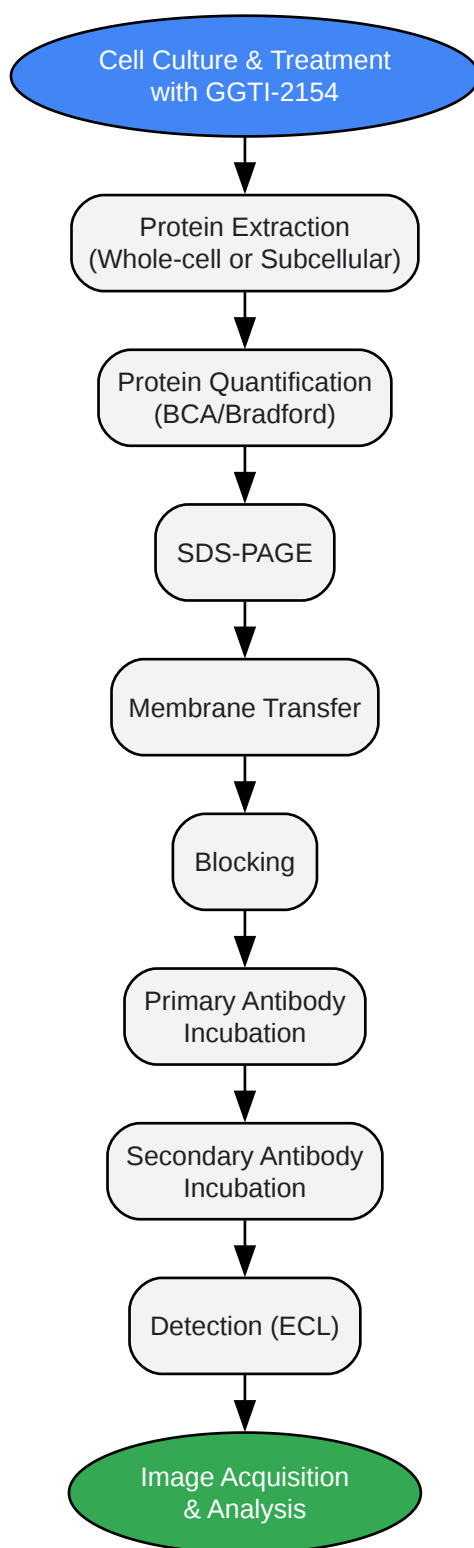 Cell Culture & Treatment
with GGTI-2154
Protein Extraction
(Whole-cell or Subcellular)
Protein Quantification
(BCA/Bradford)
SDS-PAGE
Membrane Transfer
Blocking
Primary Antibody
Incubation
Secondary Antibody
Incubation
Detection (ECL)
Image Acquisition
& Analysis